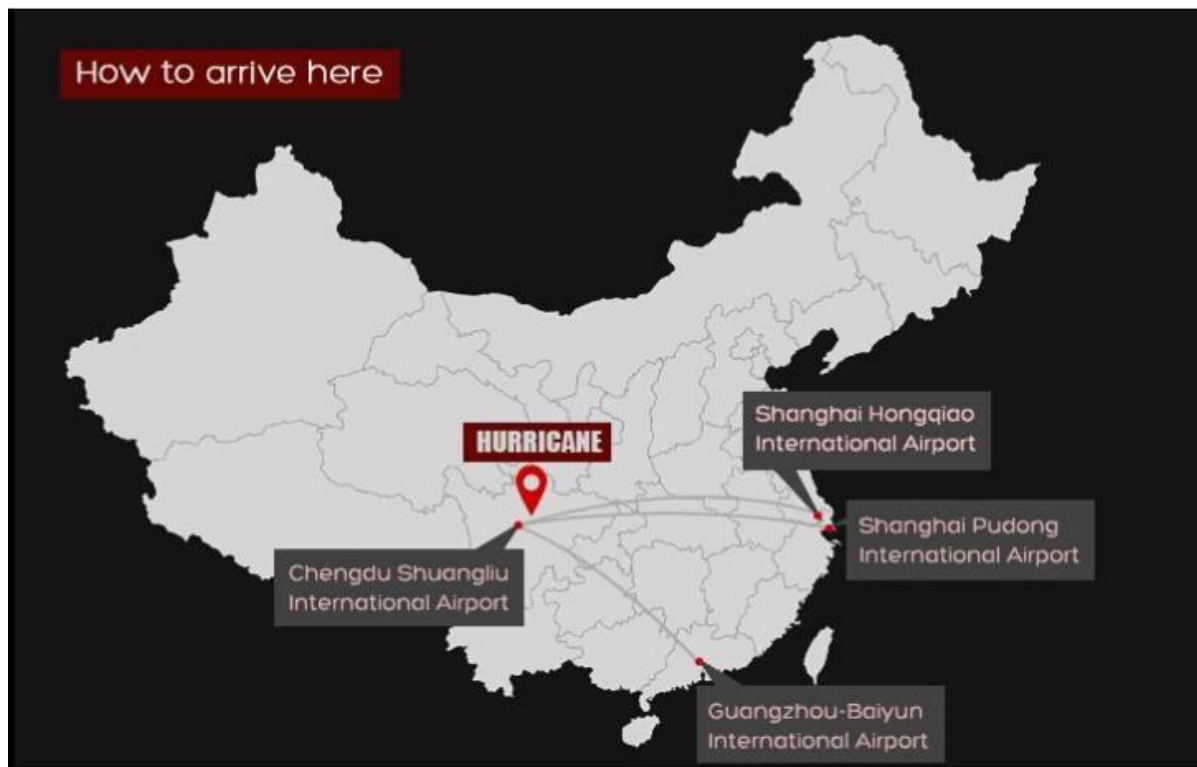 How to arrive here
HURRICANE
Shanghai Hongqiao
International Airport
Shanghai Pudong
International Airport
Chengdu Shuangliu
International Airport
Guangzhou-Baiyun
International Airport